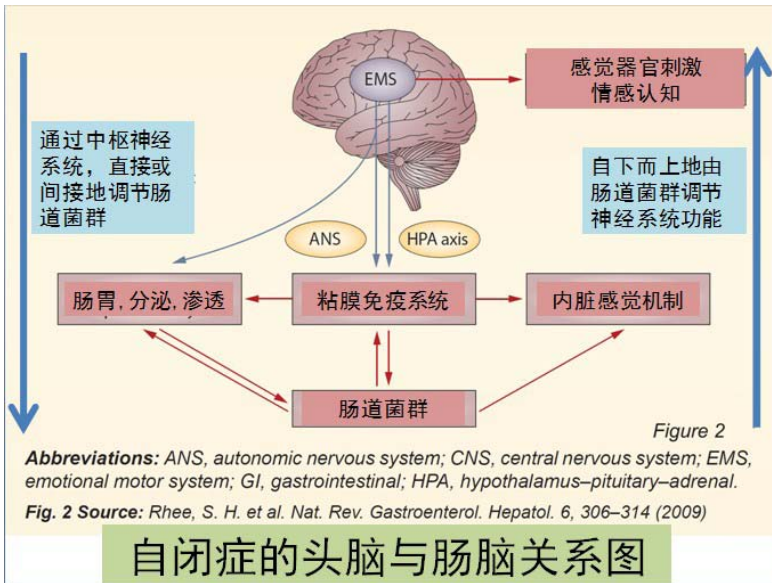 EMS
感觉器官刺激
情感认知
通过中枢神经
系统，直接或
间接地调节肠
道菌群
自下而上地由
肠道菌群调节
神经系统功能
ANS
HPA axis
肠胃,分泌,渗透
粘膜免疫系统
内脏感觉机制
肠道菌群
Figure 2
Abbreviations: ANS, autonomic nervous system; CNS, central nervous system; EMS,
emotional motor system; GI, gastrointestinal; HPA, hypothalamus–pituitary–adrenal.
Fig. 2 Source: Rhee, S. H. et al. Nat. Rev. Gastroenterol. Hepatol. 6, 306–314 (2009)
自闭症的头脑与肠脑关系图